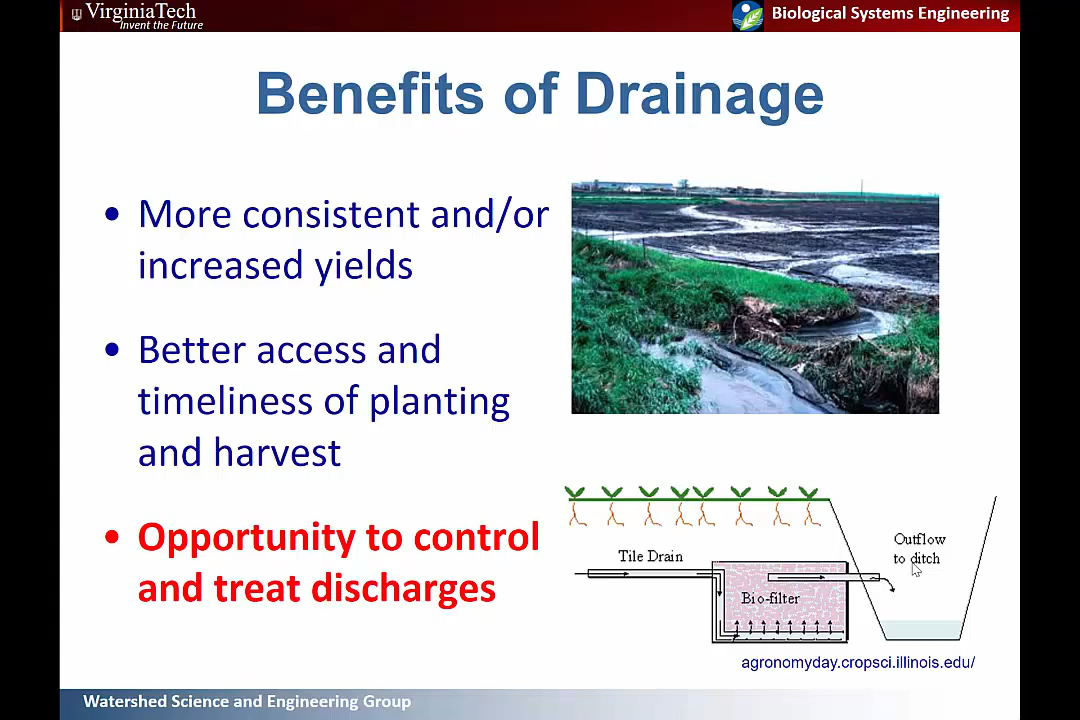 VirginiaTech
Invent the Future
Biological Systems Engineering
Benefits of Drainage
• More consistent and/or
increased yields
• Better access and
timeliness of planting
and harvest
• Opportunity to control
and treat discharges
Tile Drain
Bio-filter
Outflow
to ditch
agronomyday.cropsci.illinois.edu/
Watershed Science and Engineering Group